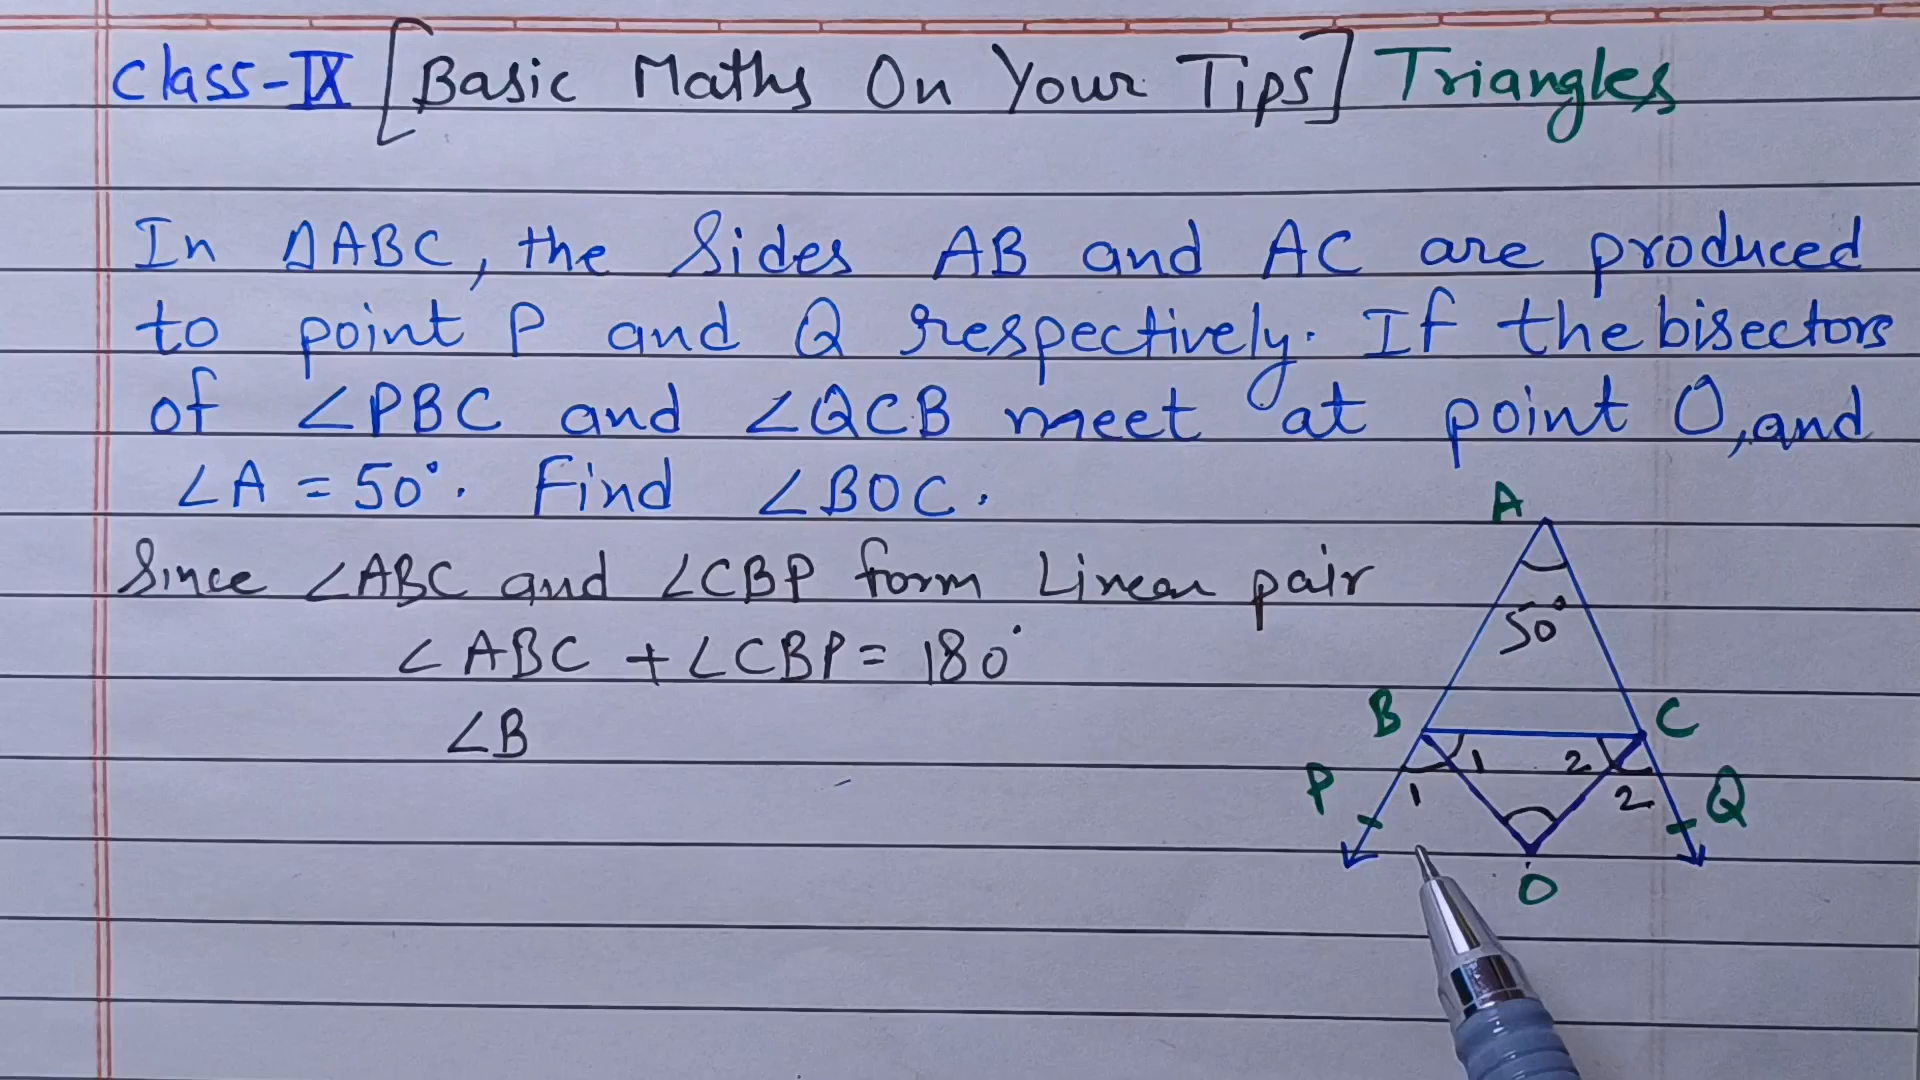 Class-IX [Basic Maths On Your Tips] Triangles
In ΔABC, the Sides AB and AC are produced
to point P and Q respectively. If the bisectors
of ∠PBC and ∠QCB meet at point O, and
∠A = 50°. Find ∠BOC.
Since ∠ABC and ∠CBP form Linear pair
∠ABC + ∠CBP = 180°
∠B
A
50°
B C
1 2
P 1 2 Q
O